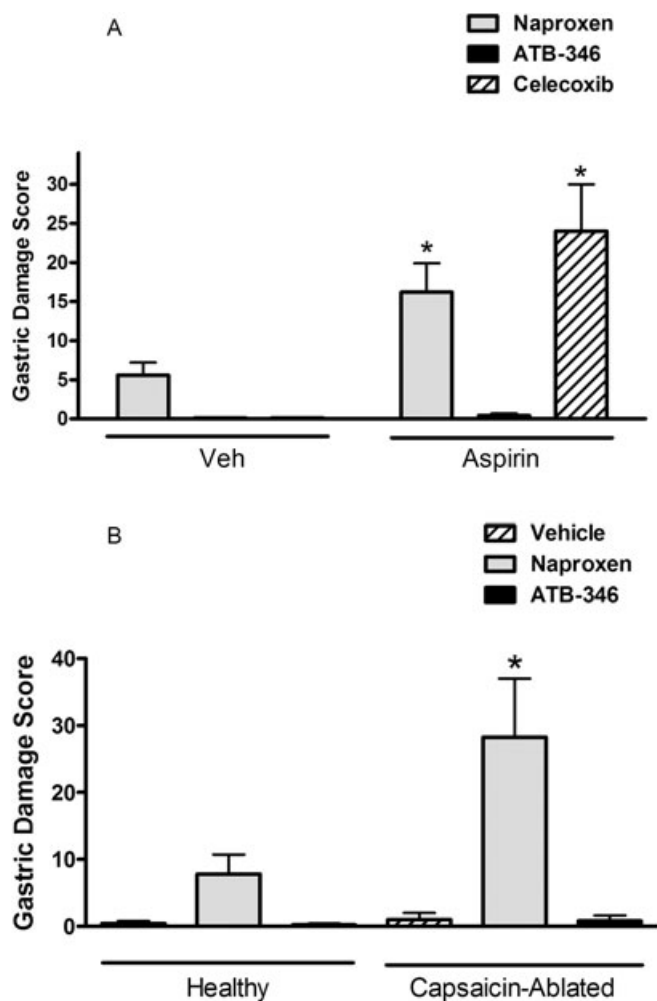 A
Naproxen
ATB-346
Celecoxib
Gastric Damage Score
30
25
20
15
10
5
0
*
*
Veh
Aspirin
B
Vehicle
Naproxen
ATB-346
Gastric Damage Score
40
30
20
10
0
*
Healthy
Capsaicin-Ablated